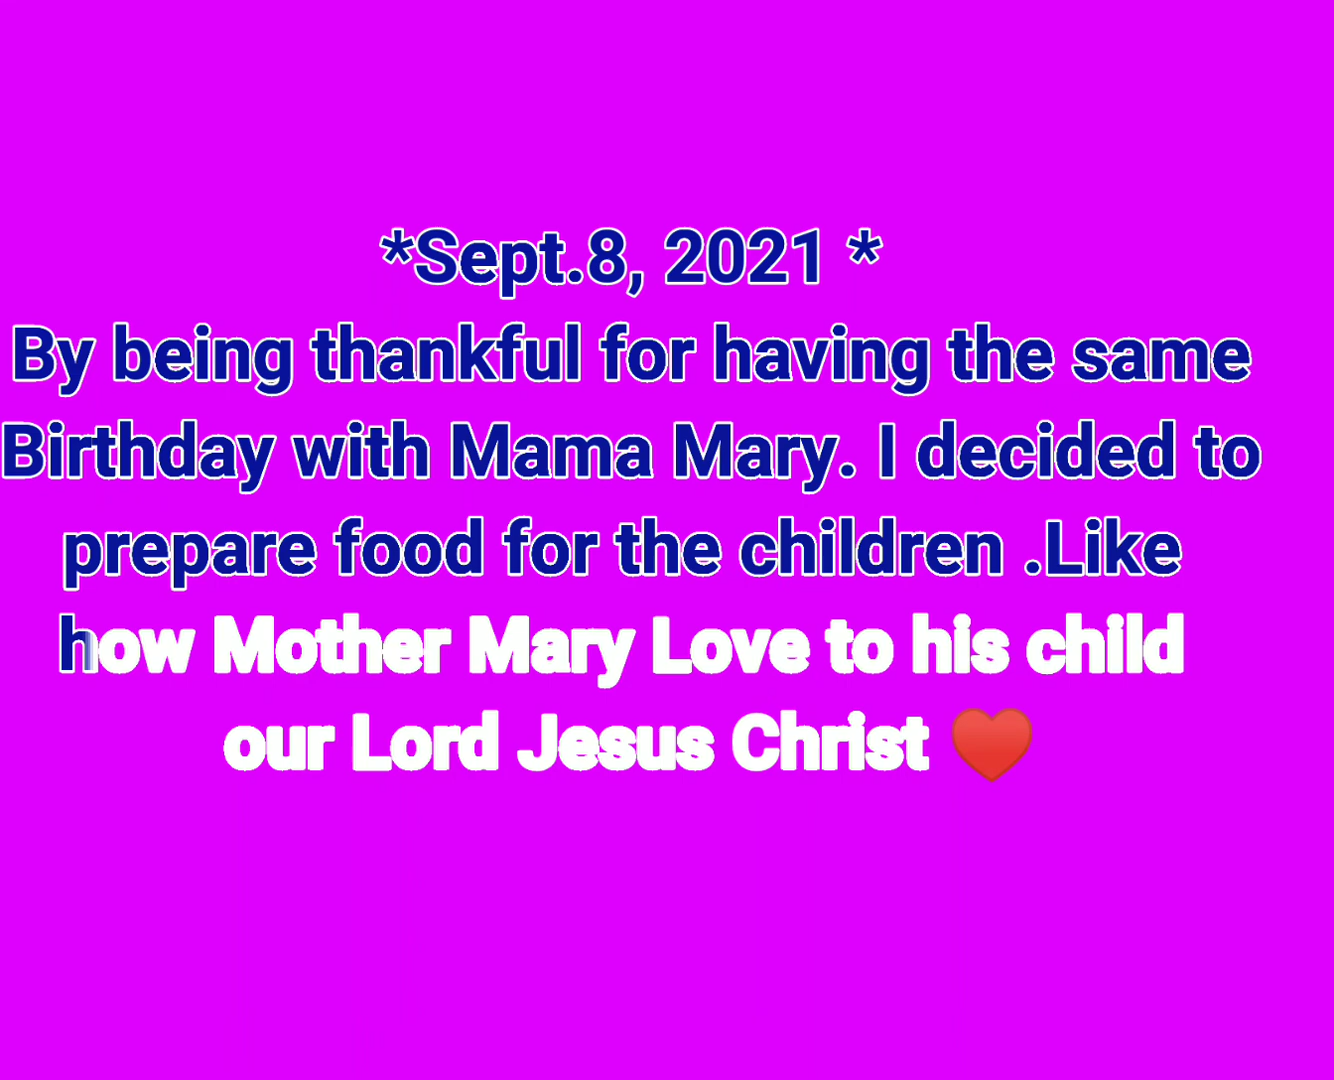 *Sept.8, 2021 *
By being thankful for having the same
Birthday with Mama Mary. I decided to
prepare food for the children .Like
how Mother Mary Love to his child
our Lord Jesus Christ ♥️